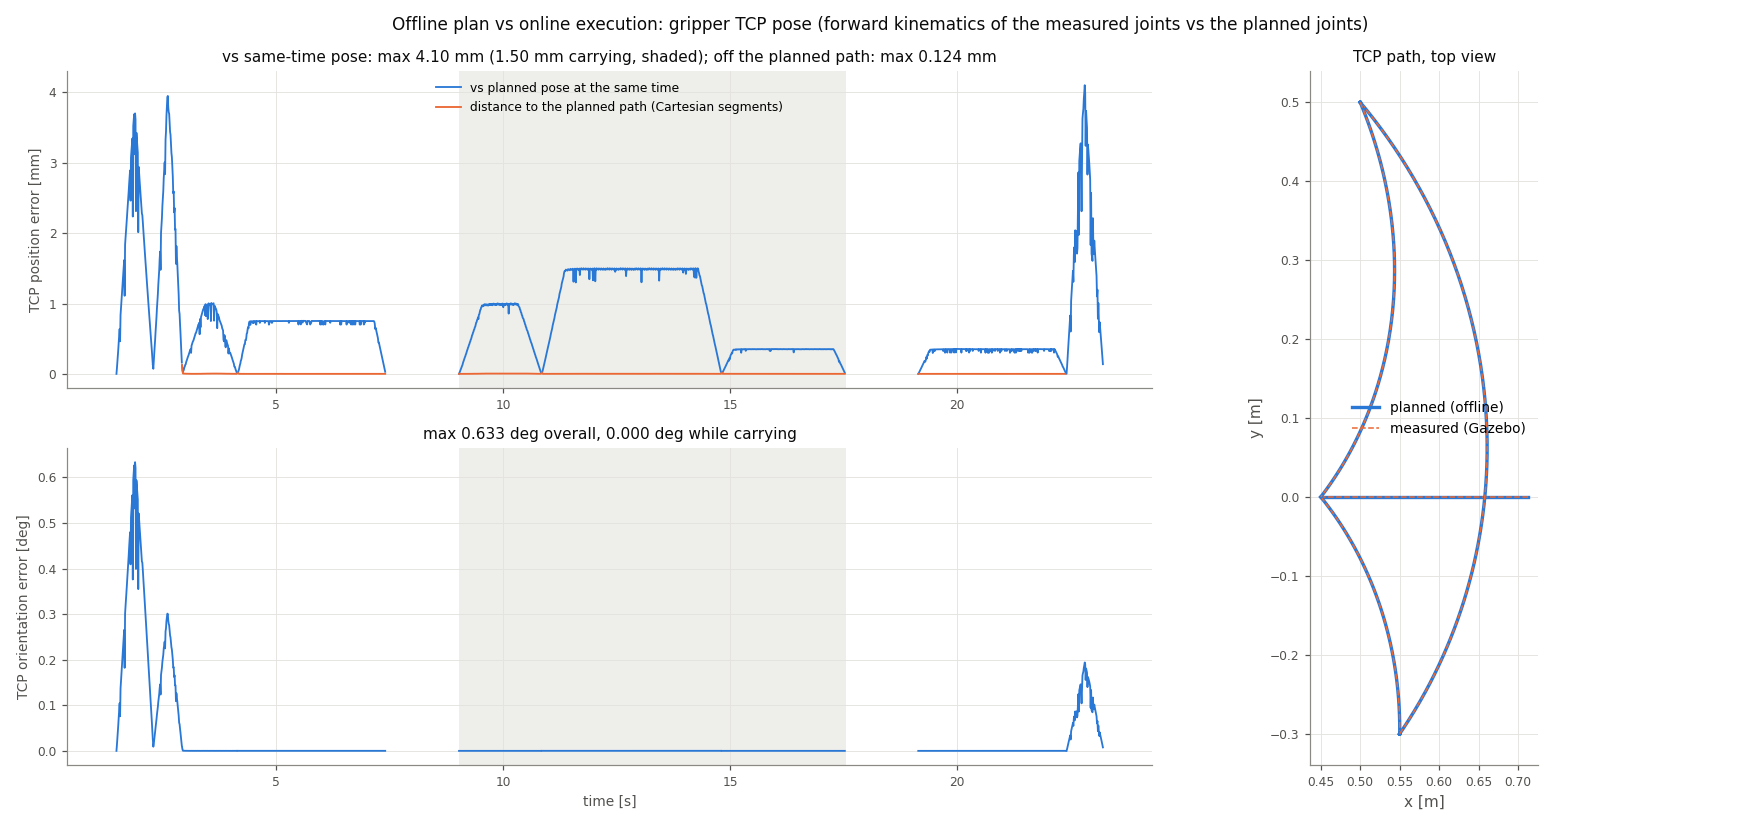 Offline plan vs online execution: gripper TCP pose (forward kinematics of the measured joints vs the planned joints)
vs same-time pose: max 4.10 mm (1.50 mm carrying, shaded); off the planned path: max 0.124 mm
TCP position error [mm]
4
3
2
1
0
vs planned pose at the same time
distance to the planned path (Cartesian segments)
5
10
15
20
max 0.633 deg overall, 0.000 deg while carrying
TCP orientation error [deg]
0.6
0.5
0.4
0.3
0.2
0.1
0.0
5
10
15
20
time [s]
TCP path, top view
y [m]
0.5
0.4
0.3
0.2
0.1
0.0
−0.1
−0.2
−0.3
planned (offline)
measured (Gazebo)
0.45 0.50 0.55 0.60 0.65 0.70
x [m]